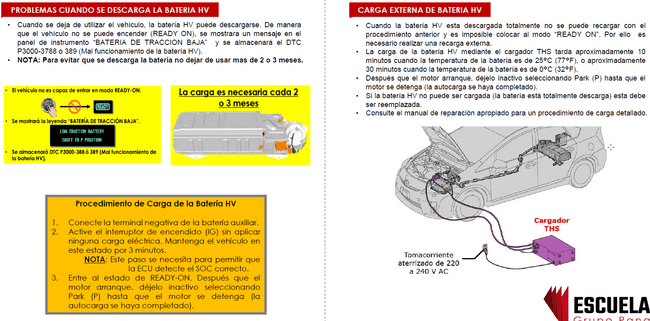 PROBLEMAS CUANDO SE DESCARGA LA BATERIA HV
• Cuando se deja de utilizar el vehículo, la batería HV puede descargarse. De manera
que el vehículo no se puede encender (READY ON), se mostrara un mensaje en el
panel de instrumento "BATERIA DE TRACCION BAJA" y se almacenará el DTC
P3000-3788 o 389 (Mal funcionamiento de la batería HV).
• NOTA: Para evitar que se descarga la batería no dejar de usar mas de 2 o 3 meses.
• El vehículo no es capaz de entrar en modo READY-ON.
• Se mostrará la leyenda "BATERÍA DE TRACCIÓN BAJA".
LOW TRACTION BATTERY
SHIFT TO P POSITION
• Se almacenará DTC P3000-388 ó 389 (Mal funcionamiento de
la batería HV).
La carga es necesaria cada 2
o 3 meses
Procedimiento de Carga de la Batería HV
1. Conecte la terminal negativa de la batería auxiliar.
2. Active el interruptor de encendido (IG) sin aplicar
ninguna carga eléctrica. Mantenga el vehículo en
este estado por 3 minutos.
NOTA: Este paso se necesita para permitir que
la ECU detecte el SOC correcto.
3. Entre al estado de READY-ON. Después que el
motor arranque, déjelo inactivo seleccionando
Park (P) hasta que el motor se detenga (la
autocarga se haya completado).
CARGA EXTERNA DE BATERIA HV
• Cuando la batería HV esta descargada totalmente no se puede recargar con el
procedimiento anterior y es imposible colocar al modo "READY ON". Por ello es
necesario realizar una recarga externa.
• La carga de la batería HV mediante el cargador THS tarda aproximadamente 10
minutos cuando la temperatura de la batería es de 25°C (77°F), o aproximadamente
30 minutos cuando la temperatura de la batería es de 0°C (32°F).
• Después que el motor arranque, déjelo inactivo seleccionando Park (P) hasta que el
motor se detenga (la autocarga se haya completado).
• Si la batería HV no puede ser cargada (la batería está totalmente descargada) esta debe
ser reemplazada.
• Consulte el manual de reparación apropiado para un procedimiento de carga detallado.
Cargador
THS
Tomacorriente
aterrizado de 220
a 240 V AC
ESCUELA